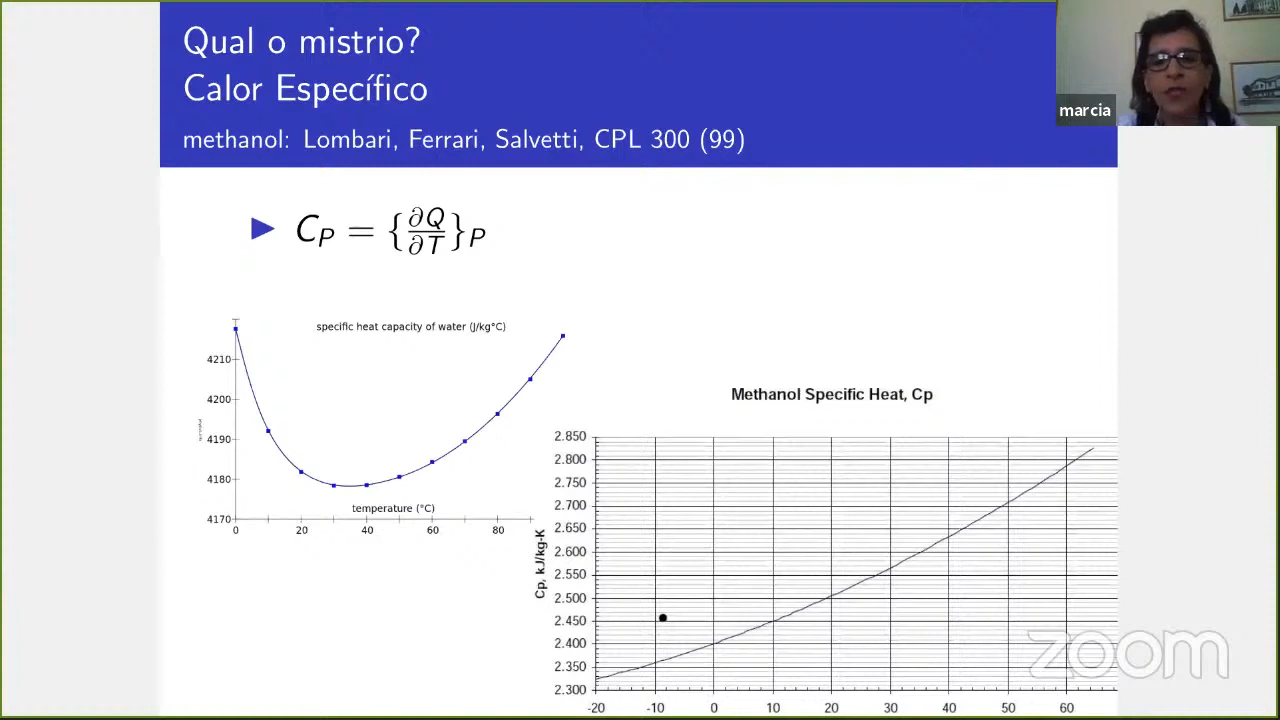 Qual o mistrio?
Calor Específico
methanol: Lombari, Ferrari, Salvetti, CPL 300 (99)
marcia
▶ C_P = {∂Q/∂T}_P
specific heat capacity of water (J/kg°C)
4210
4200
4190
4180
4170
temperature (°C)
0 20 40 60 80
Methanol Specific Heat, Cp
Cp, kJ/kg-K
2.850
2.800
2.750
2.700
2.650
2.600
2.550
2.500
2.450
2.400
2.350
2.300
-20 -10 0 10 20 30 40 50 60
zoom